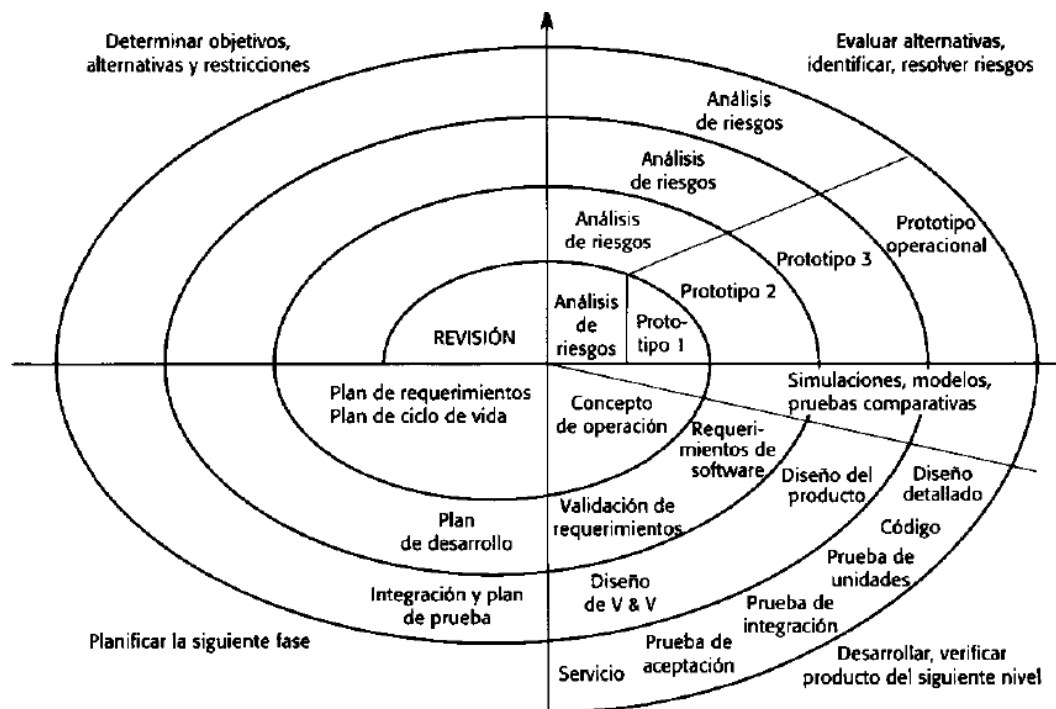 Determinar objetivos,
alternativas y restricciones
Evaluar alternativas,
identificar, resolver riesgos
Análisis
de riesgos
Análisis
de riesgos
Análisis
de riesgos
Análisis
de
riesgos
Proto-
tipo 1
Prototipo 2
Prototipo 3
Prototipo
operacional
REVISIÓN
Plan de requerimientos
Plan de ciclo de vida
Concepto
de operación
Simulaciones, modelos,
pruebas comparativas
Requeri-
mientos de
software
Diseño del
producto
Diseño
detallado
Código
Validación de
requerimientos
Plan
de desarrollo
Prueba de
unidades
Integración y plan
de prueba
Diseño
de V & V
Prueba de
integración
Prueba de
aceptación
Servicio
Planificar la siguiente fase
Desarrollar, verificar
producto del siguiente nivel